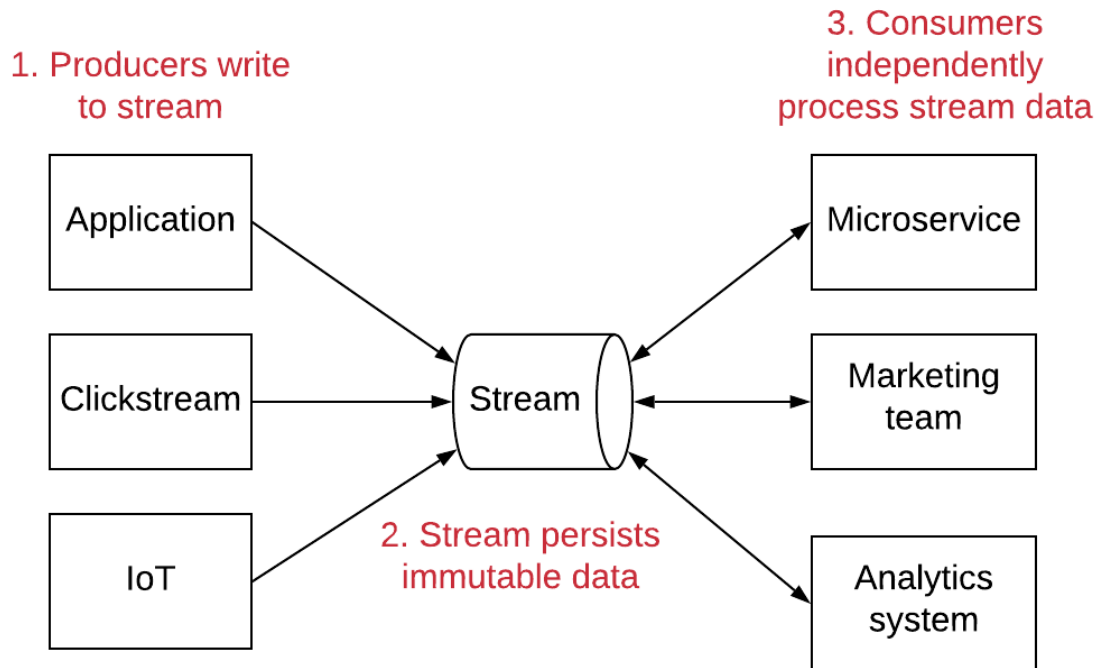 1. Producers write
to stream
3. Consumers
independently
process stream data
Application
Microservice
Clickstream
Stream
Marketing
team
2. Stream persists
immutable data
IoT
Analytics
system